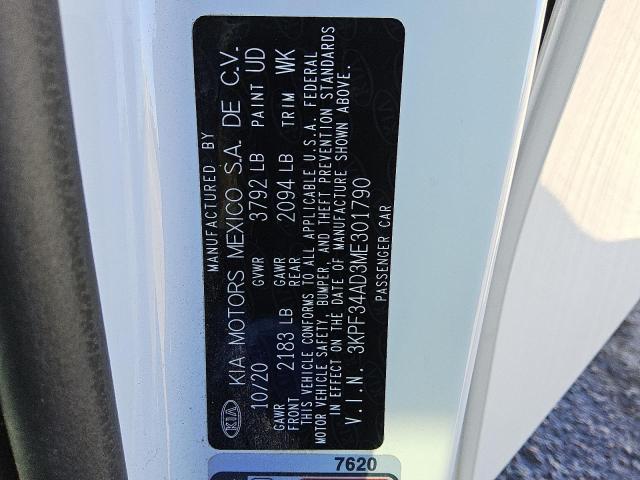 MANUFACTURED BY
KIA KIA MOTORS MEXICO S.A. DE C.V.
10/20 GVWR 3792 LB PAINT UD
GAWR FRONT 2183 LB GAWR REAR 2094 LB TRIM WK
THIS VEHICLE CONFORMS TO ALL APPLICABLE U.S.A. FEDERAL
MOTOR VEHICLE SAFETY, BUMPER, AND THEFT PREVENTION STANDARDS
IN EFFECT ON THE DATE OF MANUFACTURE SHOWN ABOVE.
V.I.N. 3KPF34AD3ME301790
PASSENGER CAR
7620